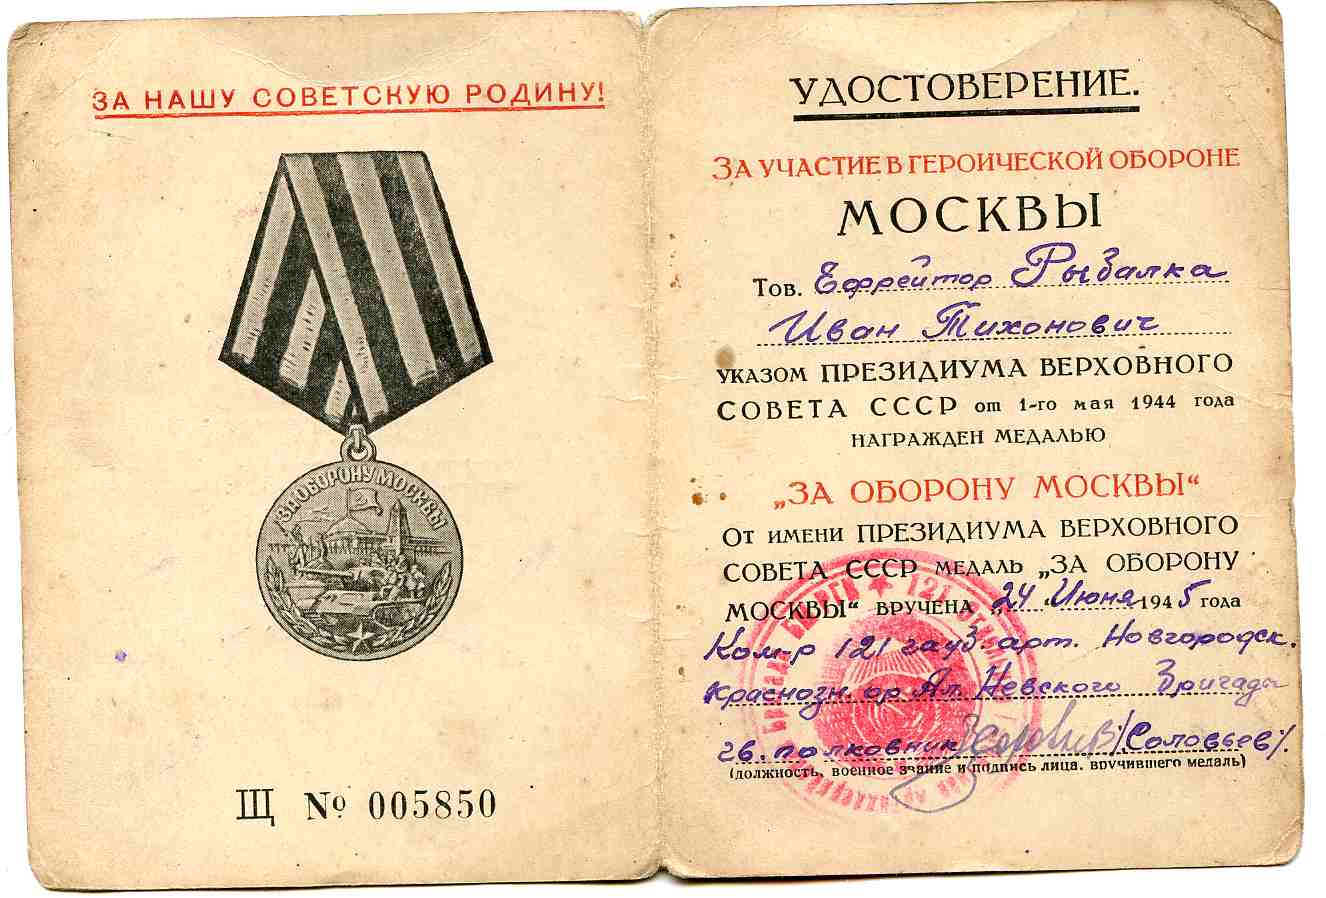 ЗА НАШУ СОВЕТСКУЮ РОДИНУ!
ЗА ОБОРОНУ МОСКВЫ
Щ № 005850
УДОСТОВЕРЕНИЕ.
ЗА УЧАСТИЕ В ГЕРОИЧЕСКОЙ ОБОРОНЕ
МОСКВЫ
Тов. Ефрейтор Рыбалка
Иван Тихонович
УКАЗОМ ПРЕЗИДИУМА ВЕРХОВНОГО
СОВЕТА СССР от 1-го мая 1944 года
НАГРАЖДЕН МЕДАЛЬЮ
„ЗА ОБОРОНУ МОСКВЫ“
От имени ПРЕЗИДИУМА ВЕРХОВНОГО
СОВЕТА СССР МЕДАЛЬ „ЗА ОБОРОНУ
МОСКВЫ“ ВРУЧЕНА „24“ Июня 1945 года
Ком-р 121 гауб. арт. Новгородск.
Краснозн. ор. Ал. Невского Бригады
гв. полковник /Соловьев/.
(должность, военное звание и подпись лица, вручившего медаль)